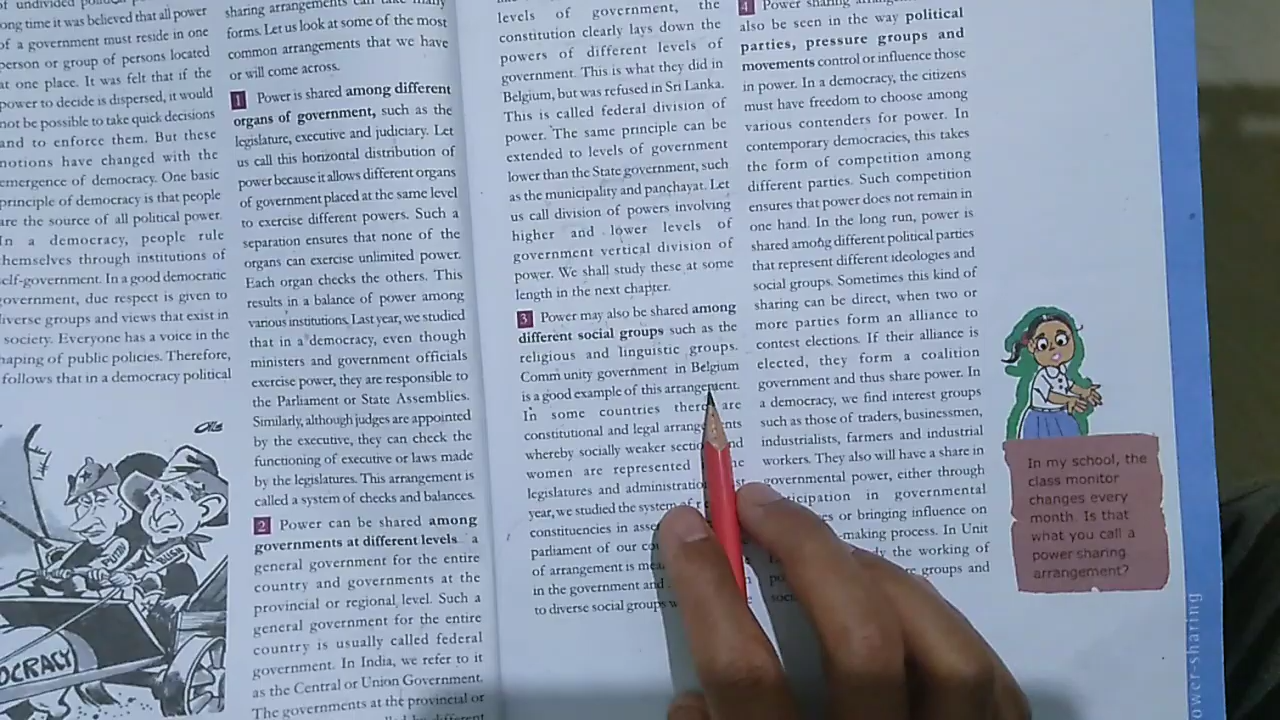 ong time it was believed that all power
of a government must reside in one
person or group of persons located
at one place. It was felt that if the
power to decide is dispersed, it would
not be possible to take quick decisions
and to enforce them. But these
notions have changed with the
emergence of democracy. One basic
principle of democracy is that people
are the source of all political power.
In a democracy, people rule
hemselves through institutions of
elf-government. In a good democratic
overnment, due respect is given to
iverse groups and views that exist in
society. Everyone has a voice in the
haping of public policies. Therefore,
follows that in a democracy political
OCRACY
sharing arrangements can take many
forms. Let us look at some of the most
common arrangements that we have
or will come across.
1 Power is shared among different
organs of government, such as the
legislature, executive and judiciary. Let
us call this horizontal distribution of
power because it allows different organs
of government placed at the same level
to exercise different powers. Such a
separation ensures that none of the
organs can exercise unlimited power.
Each organ checks the others. This
results in a balance of power among
various institutions. Last year, we studied
that in a democracy, even though
ministers and government officials
exercise power, they are responsible to
the Parliament or State Assemblies.
Similarly, although judges are appointed
by the executive, they can check the
functioning of executive or laws made
by the legislatures. This arrangement is
called a system of checks and balances.
2 Power can be shared among
governments at different levels a
general government for the entire
country and governments at the
provincial or regional level. Such a
general government for the entire
country is usually called federal
government. In India, we refer to it
as the Central or Union Government.
The governments at the provincial or
levels of government, the
constitution clearly lays down the
powers of different levels of
government. This is what they did in
Belgium, but was refused in Sri Lanka.
This is called federal division of
power. The same principle can be
extended to levels of government
lower than the State government, such
as the municipality and panchayat. Let
us call division of powers involving
higher and lower levels of
government vertical division of
power. We shall study these at some
length in the next chapter.
3 Power may also be shared among
different social groups such as the
religious and linguistic groups.
Community government in Belgium
is a good example of this arrangement.
In some countries there are
constitutional and legal
whereby socially weaker
women are represented
legislatures and
year, we studied the system of
constituencies in
parliament of our
of arrangement is
in the government and
to diverse social groups
4 Power sharing
also be seen in the way political
parties, pressure groups and
movements control or influence those
in power. In a democracy, the citizens
must have freedom to choose among
various contenders for power. In
contemporary democracies, this takes
the form of competition among
different parties. Such competition
ensures that power does not remain in
one hand. In the long run, power is
shared among different political parties
that represent different ideologies and
social groups. Sometimes this kind of
sharing can be direct, when two or
more parties form an alliance to
contest elections. If their alliance is
elected, they form a coalition
government and thus share power. In
a democracy, we find interest groups
such as those of traders, businessmen,
industrialists, farmers and industrial
workers. They also will have a share in
governmental power, either through
in governmental
or bringing influence on
-making process. In Unit
the working of
groups and
In my school, the
class monitor
changes every
month. Is that
what you call a
power sharing
arrangement?
ower-sharing